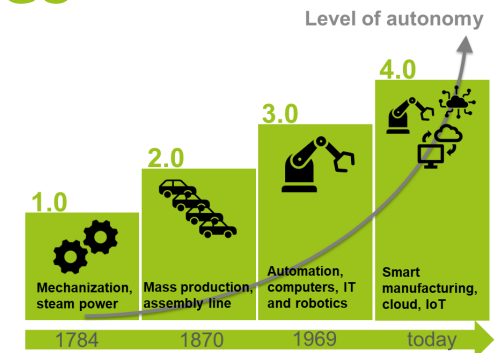 Level of autonomy
4.0
3.0
2.0
1.0
Mechanization,
steam power
Mass production,
assembly line
Automation,
computers, IT
and robotics
Smart
manufacturing,
cloud, IoT
1784
1870
1969
today